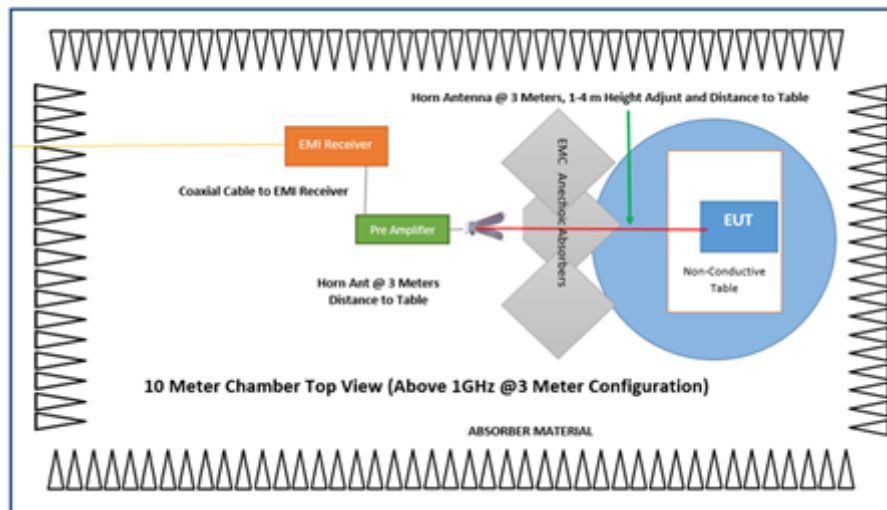 Horn Antenna @ 3 Meters, 1-4 m Height Adjust and Distance to Table
EMI Receiver
EMC Anechoic Absorbers
Coaxial Cable to EMI Receiver
Pre Amplifier
EUT
Non-Conductive
Table
Horn Ant @ 3 Meters
Distance to Table
10 Meter Chamber Top View (Above 1GHz @3 Meter Configuration)
ABSORBER MATERIAL